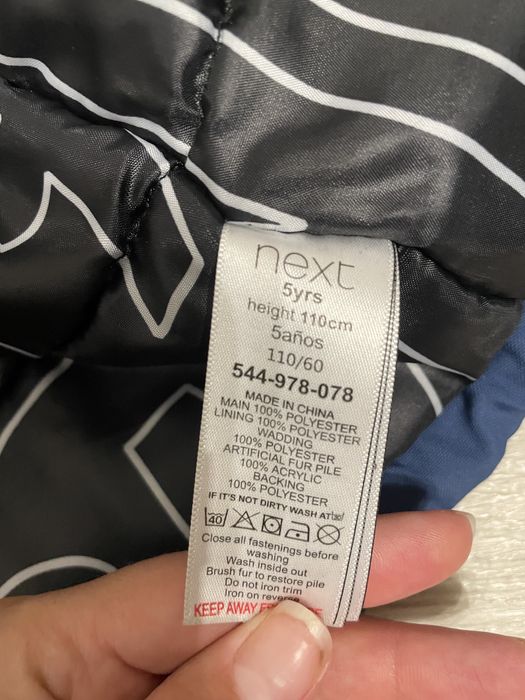 next
5yrs
height 110cm
5años
110/60
544-978-078
MADE IN CHINA
MAIN 100% POLYESTER
LINING 100% POLYESTER
WADDING
100% POLYESTER
ARTIFICIAL FUR PILE
100% ACRYLIC
BACKING
100% POLYESTER
IF IT'S NOT DIRTY WASH AT
40
Close all fastenings before
washing
Wash inside out
Brush fur to restore pile
Do not iron trim
Iron on reverse
KEEP AWAY